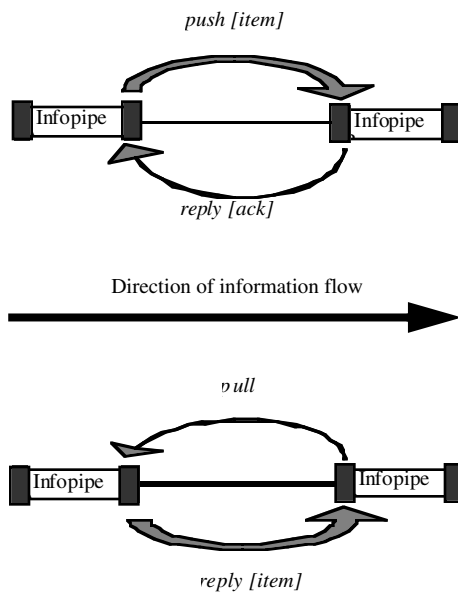 push [item]
Infopipe
Infopipe
reply [ack]
Direction of information flow
pull
Infopipe
Infopipe
reply [item]